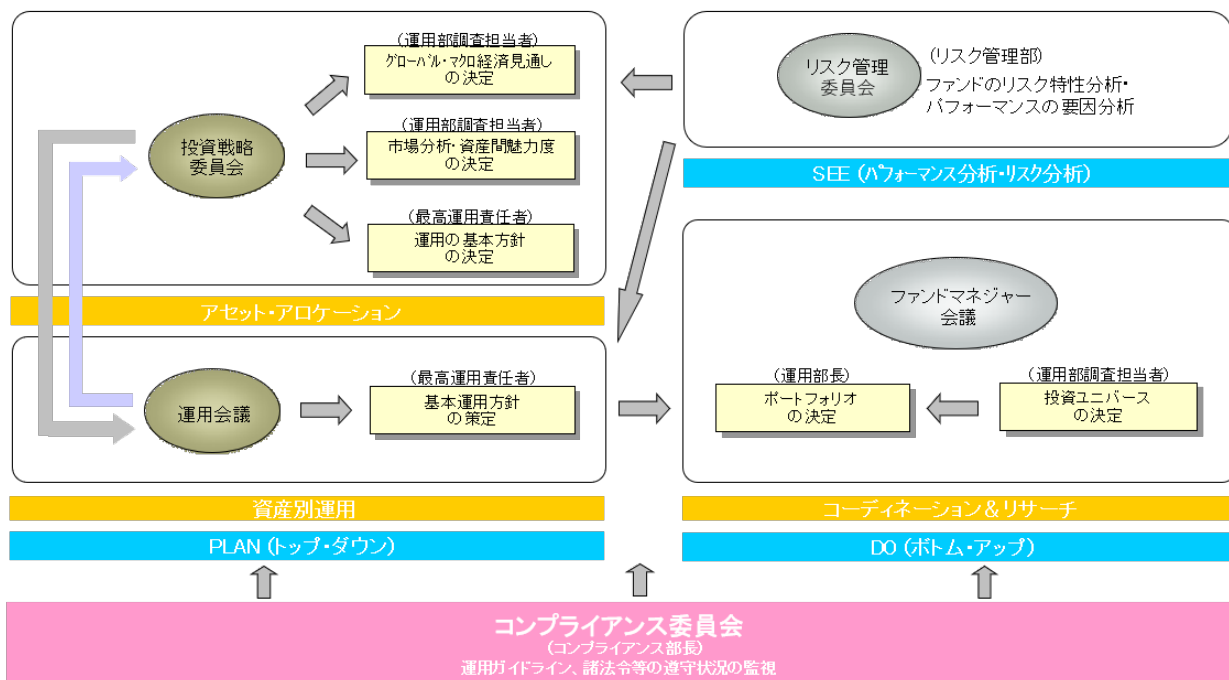 (運用部調査担当者)
グローバル・マクロ経済見通し
の決定
投資戦略
委員会
(運用部調査担当者)
市場分析・資産間魅力度
の決定
(最高運用責任者)
運用の基本方針
の決定
アセット・アロケーション
リスク管理
委員会
(リスク管理部)
ファンドのリスク特性分析・
パフォーマンスの要因分析
SEE (パフォーマンス分析・リスク分析)
運用会議
(最高運用責任者)
基本運用方針
の策定
資産別運用
PLAN (トップ・ダウン)
ファンドマネジャー
会議
(運用部長)
ポートフォリオ
の決定
(運用部調査担当者)
投資ユニバース
の決定
コーディネーション＆リサーチ
DO (ボトム・アップ)
コンプライアンス委員会
(コンプライアンス部長)
運用ガイドライン、諸法令等の遵守状況の監視